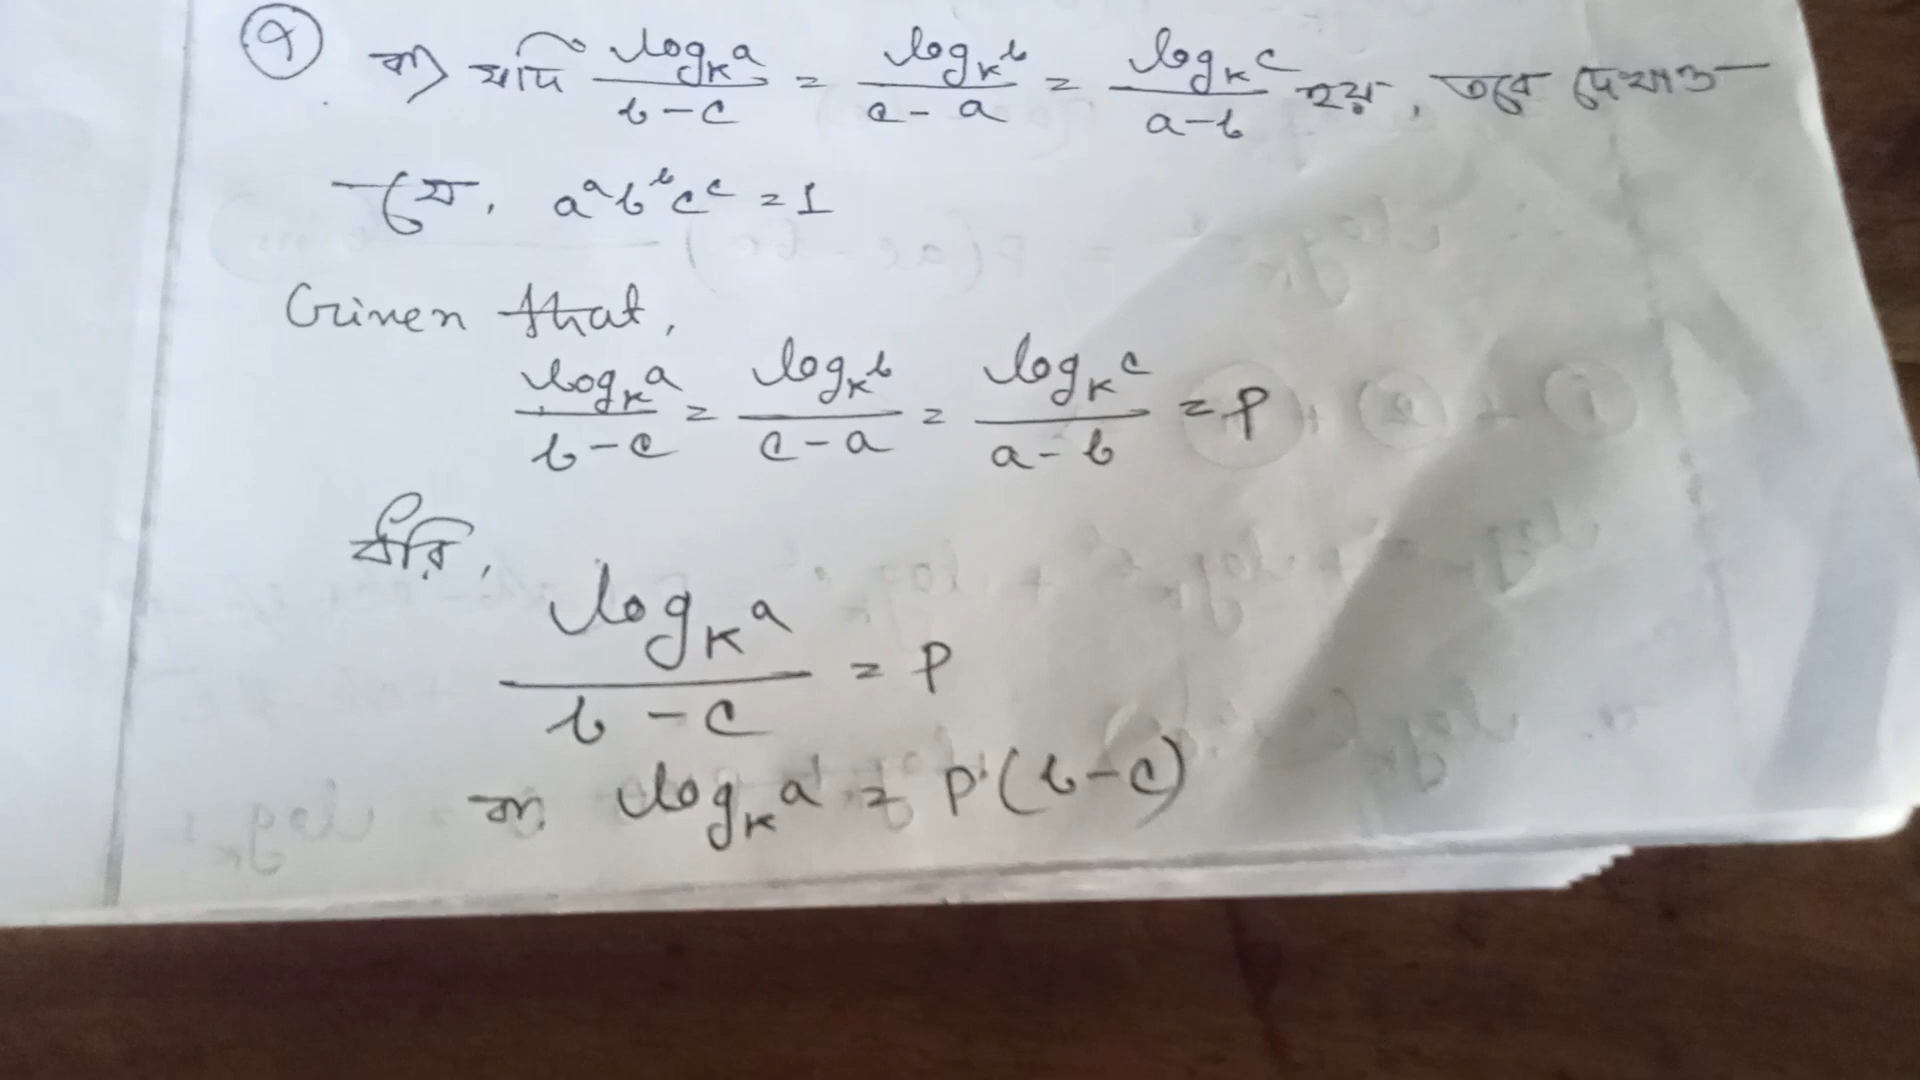 ৭ ক) যদি log_K a / b-c = log_K b / c-a = log_K c / a-b হয়, তবে দেখাও
যে, a^a b^b c^c = 1
Given that,
log_K a / b-c = log_K b / c-a = log_K c / a-b = P
ধরি,
log_K a / b-c = P
বা, log_K a = P(b-c)